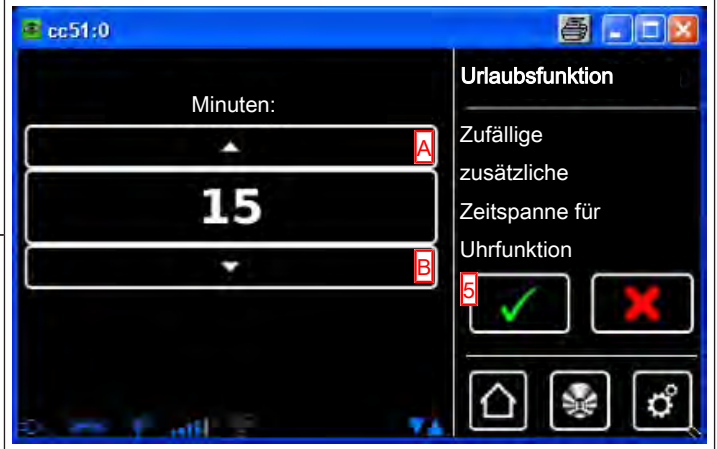 cc51:0
Minuten:
A
15
B
Urlaubsfunktion
Zufällige
zusätzliche
Zeitspanne für
Uhrfunktion
5